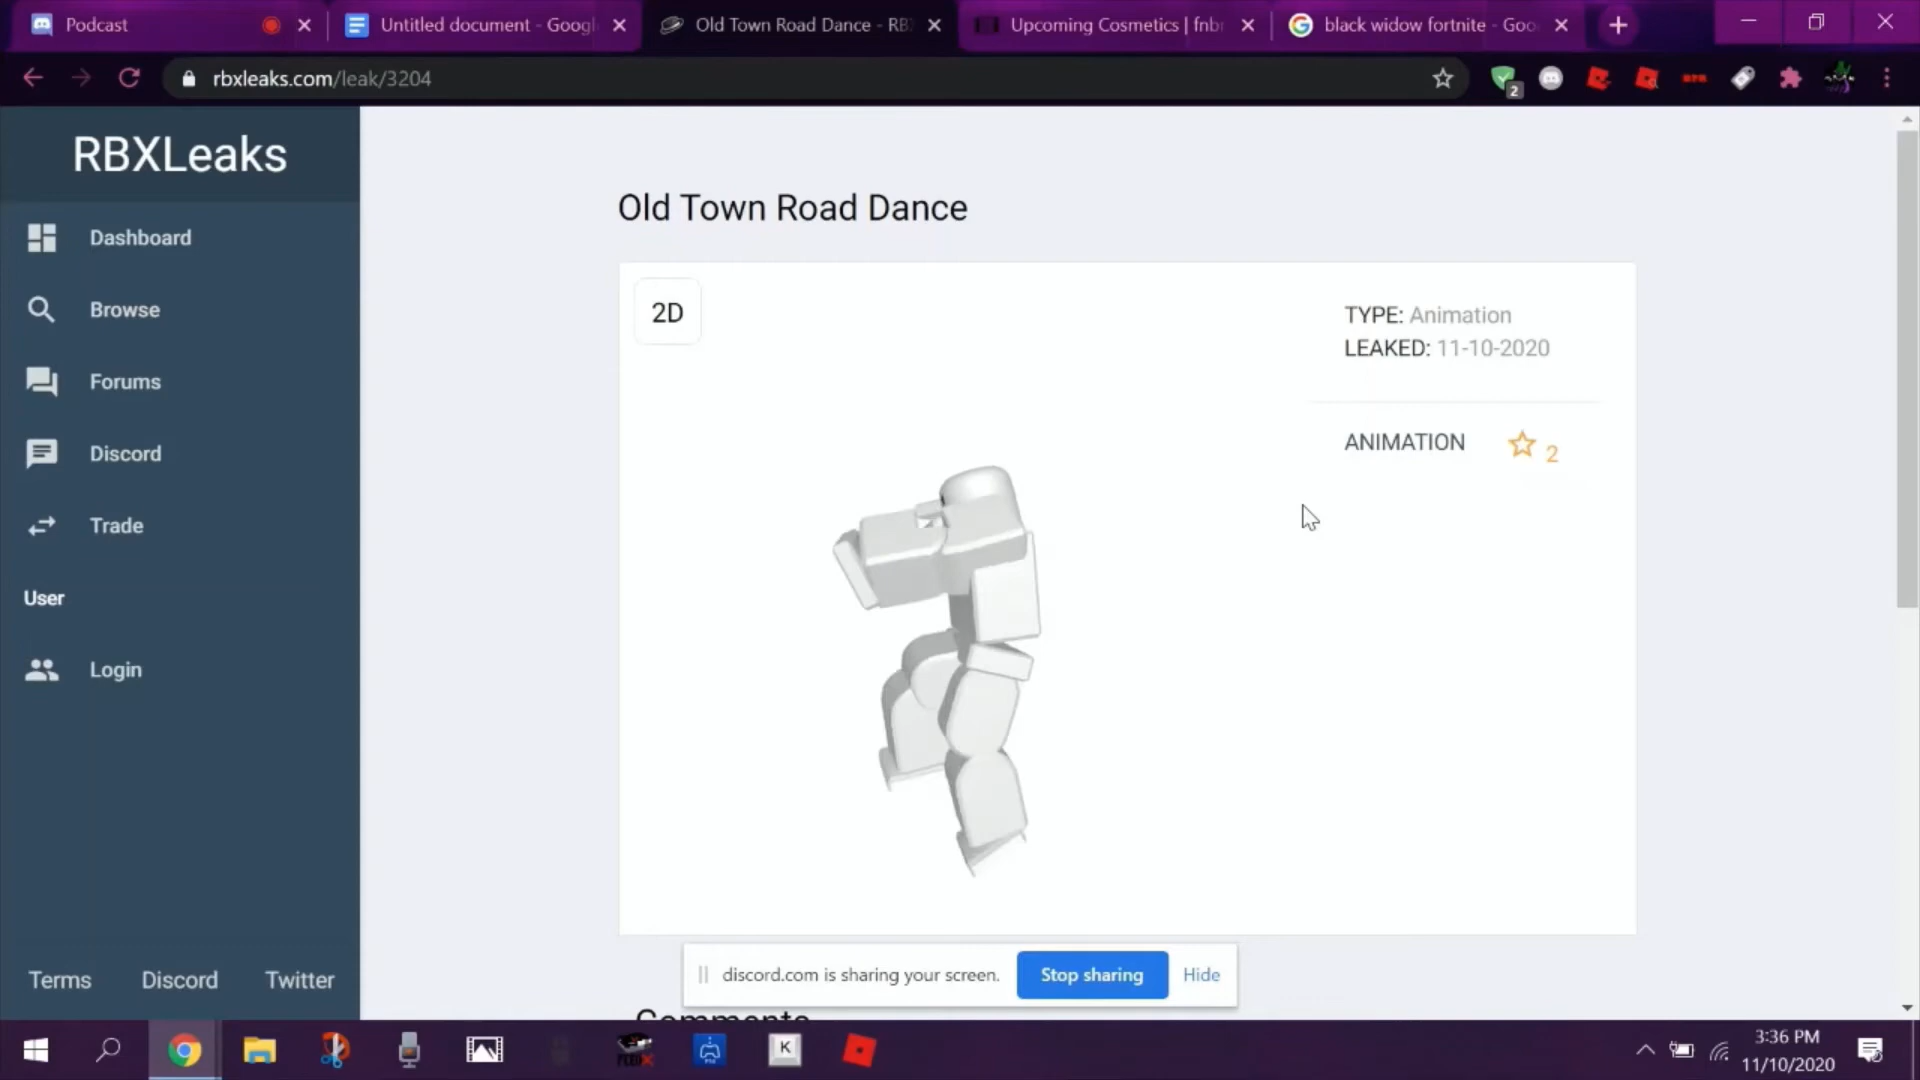 Podcast
Untitled document - Googl
Old Town Road Dance - RB
Upcoming Cosmetics | fnb
black widow fortnite - Goo
rbxleaks.com/leak/3204
2
RBXLeaks
Dashboard
Browse
Forums
Discord
Trade
User
Login
Terms
Discord
Twitter
Old Town Road Dance
2D
TYPE: Animation
LEAKED: 11-10-2020
ANIMATION
2
discord.com is sharing your screen.
Stop sharing
Hide
Comments
K
3:36 PM
11/10/2020